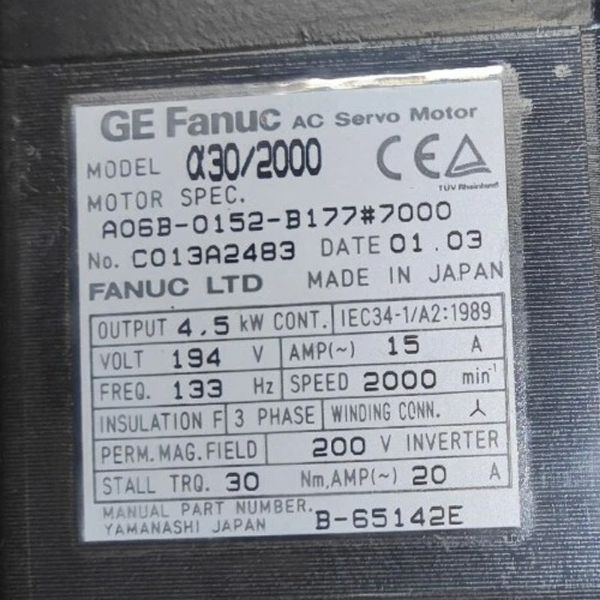 GE Fanuc AC Servo Motor
MODEL α30/2000
CE
TÜV Rheinland
MOTOR SPEC.
A06B-0152-B177#7000
No. C013A2483 DATE 01.03
FANUC LTD MADE IN JAPAN
OUTPUT 4.5 kW CONT. IEC34-1/A2:1989
VOLT 194 V AMP(~) 15 A
FREQ. 133 Hz SPEED 2000 min⁻¹
INSULATION F 3 PHASE WINDING CONN. ⅄
PERM. MAG. FIELD 200 V INVERTER
STALL TRQ. 30 Nm, AMP(~) 20 A
MANUAL PART NUMBER. B-65142E
YAMANASHI JAPAN